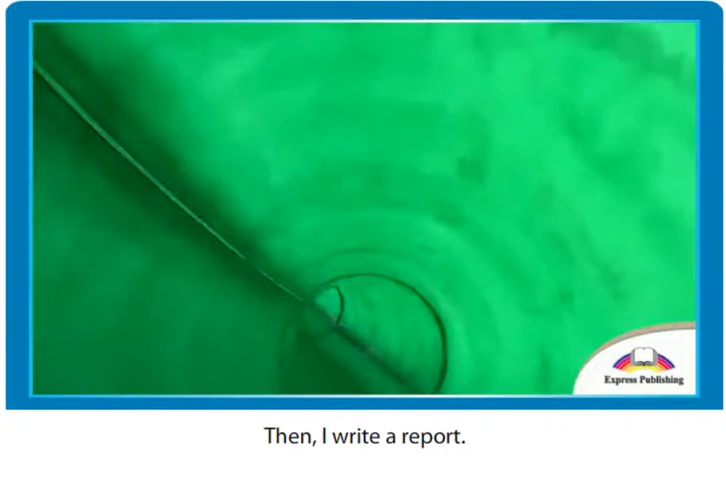 Express Publishing
Then, I write a report.